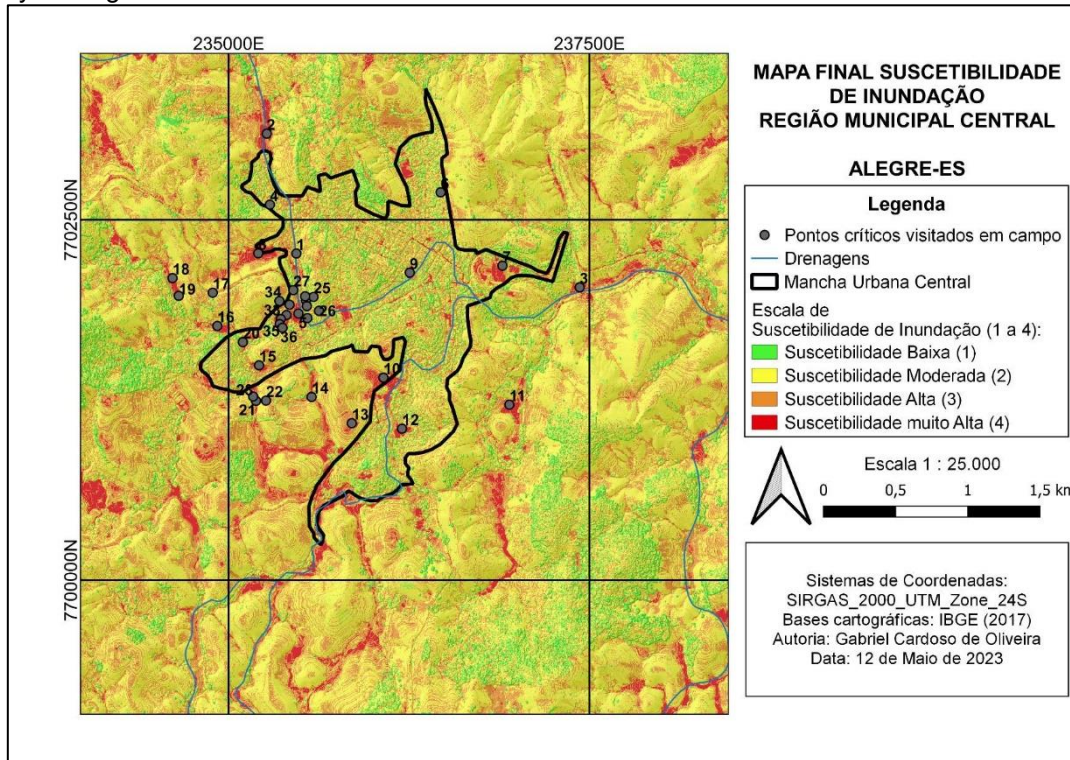 235000E
237500E
7702500N
7700000N
2
4
6
1
8
7
3
9
18
19
17
27
25
34
26
33
5
35
36
16
20
15
10
22
21
14
11
13
12
MAPA FINAL SUSCETIBILIDADE
DE INUNDAÇÃO
REGIÃO MUNICIPAL CENTRAL
ALEGRE-ES
Legenda
Pontos críticos visitados em campo
Drenagens
Mancha Urbana Central
Escala de
Suscetibilidade de Inundação (1 a 4):
Suscetibilidade Baixa (1)
Suscetibilidade Moderada (2)
Suscetibilidade Alta (3)
Suscetibilidade muito Alta (4)
Escala 1 : 25.000
0 0,5 1 1,5 km
Sistemas de Coordenadas:
SIRGAS_2000_UTM_Zone_24S
Bases cartográficas: IBGE (2017)
Autoria: Gabriel Cardoso de Oliveira
Data: 12 de Maio de 2023